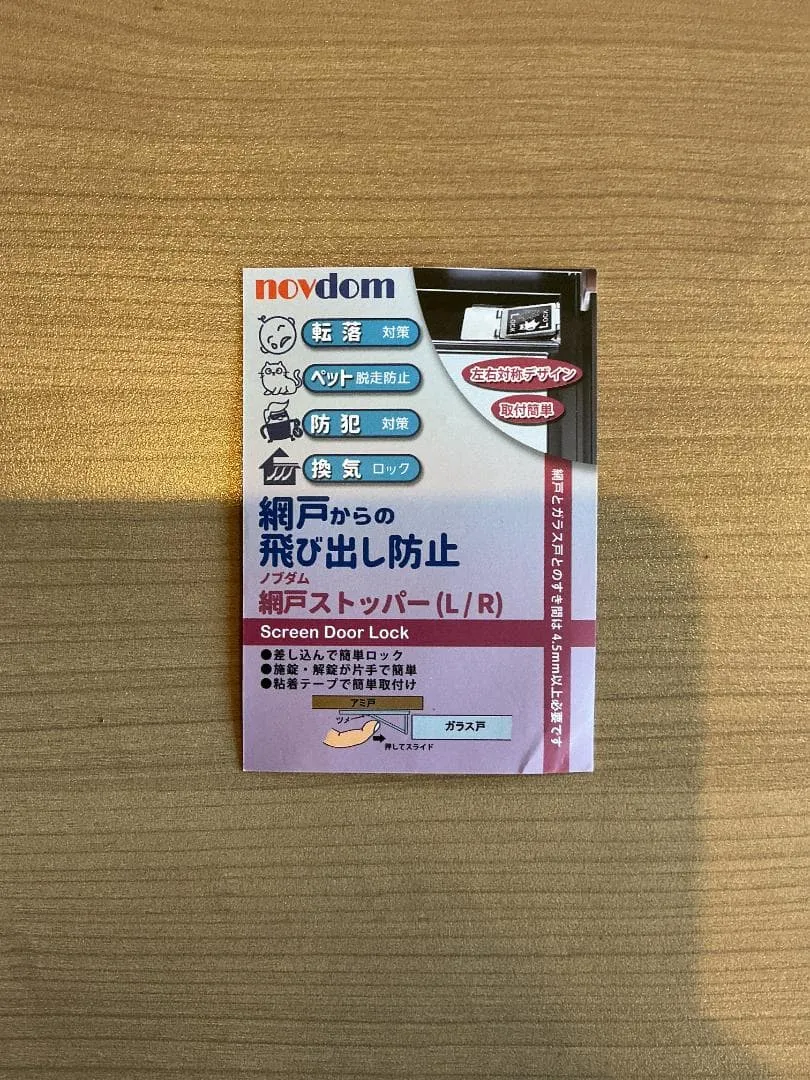 novdom
転落 対策
ペット 脱走防止
防犯 対策
換気 ロック
LOCK
左右対称デザイン
取付簡単
網戸とガラス戸とのすき間は4.5mm以上必要です
網戸からの
飛び出し防止
ノブダム
網戸ストッパー(L/R)
Screen Door Lock
●差し込んで簡単ロック
●施錠・解錠が片手で簡単
●粘着テープで簡単取付け
アミ戸
ツメ
ガラス戸
押してスライド